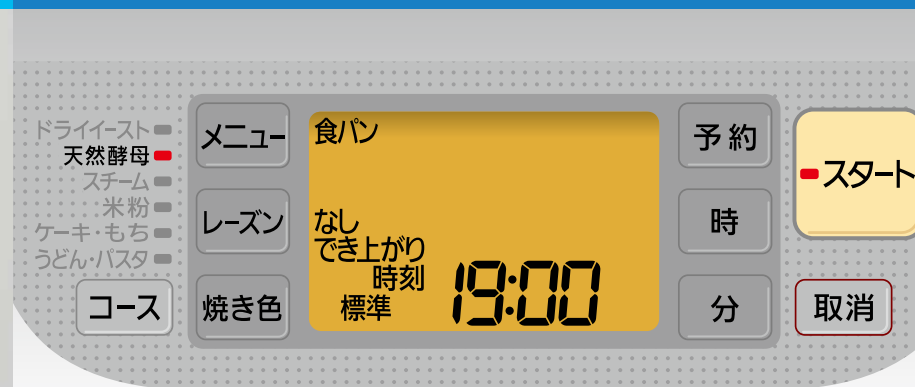 ドライイースト
天然酵母
スチーム
米粉
ケーキ・もち
うどん・パスタ
コース
メニュー
レーズン
焼き色
食パン
なし
でき上がり
時刻
標準
19:00
予約
時
分
スタート
取消